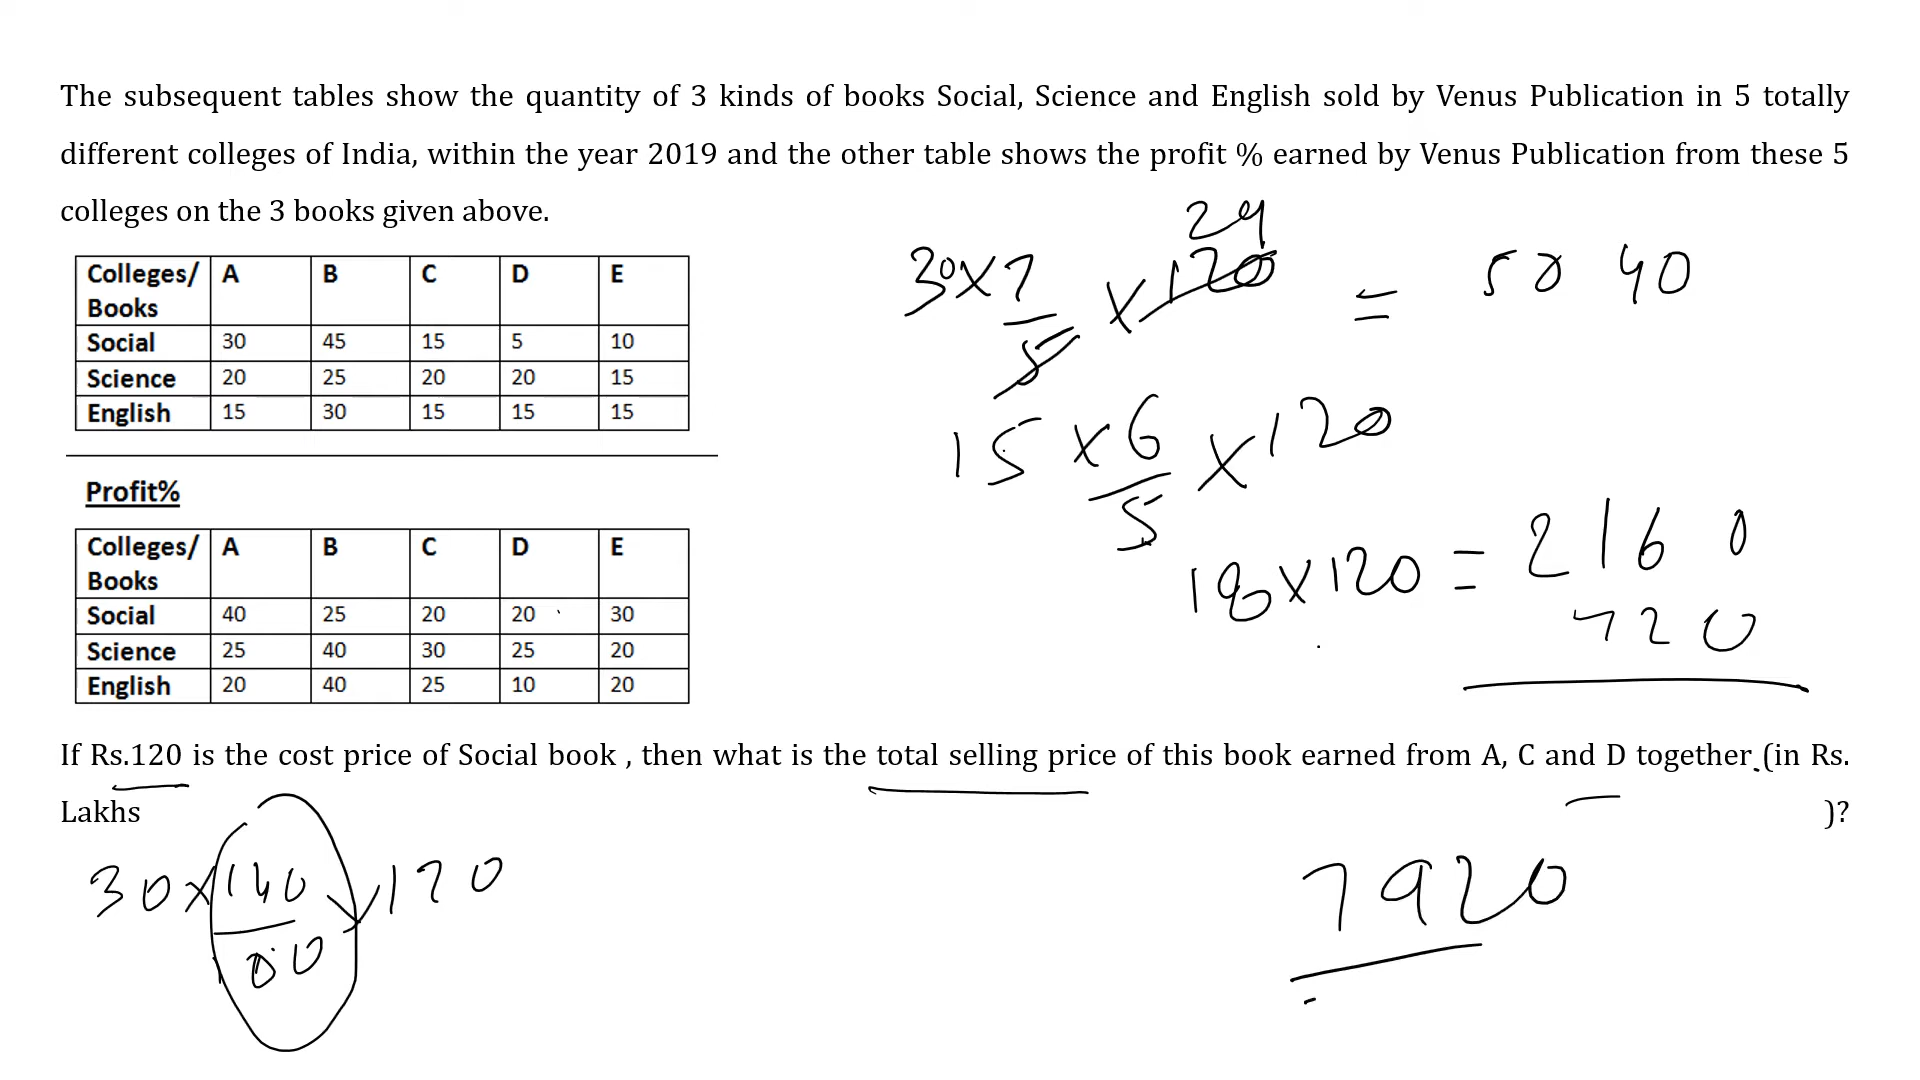 The subsequent tables show the quantity of 3 kinds of books Social, Science and English sold by Venus Publication in 5 totally
different colleges of India, within the year 2019 and the other table shows the profit % earned by Venus Publication from these 5
colleges on the 3 books given above.
Colleges/ Books A B C D E
Social 30 45 15 5 10
Science 20 25 20 20 15
English 15 30 15 15 15
Profit%
Colleges/ Books A B C D E
Social 40 25 20 20 30
Science 25 40 30 25 20
English 20 40 25 10 20
24
30×7/5 ×120 = 5040
15×6/5 ×120
18×120 = 2160
720
If Rs.120 is the cost price of Social book , then what is the total selling price of this book earned from A, C and D together (in Rs.
Lakhs )?
30×140/100 ×120
7920